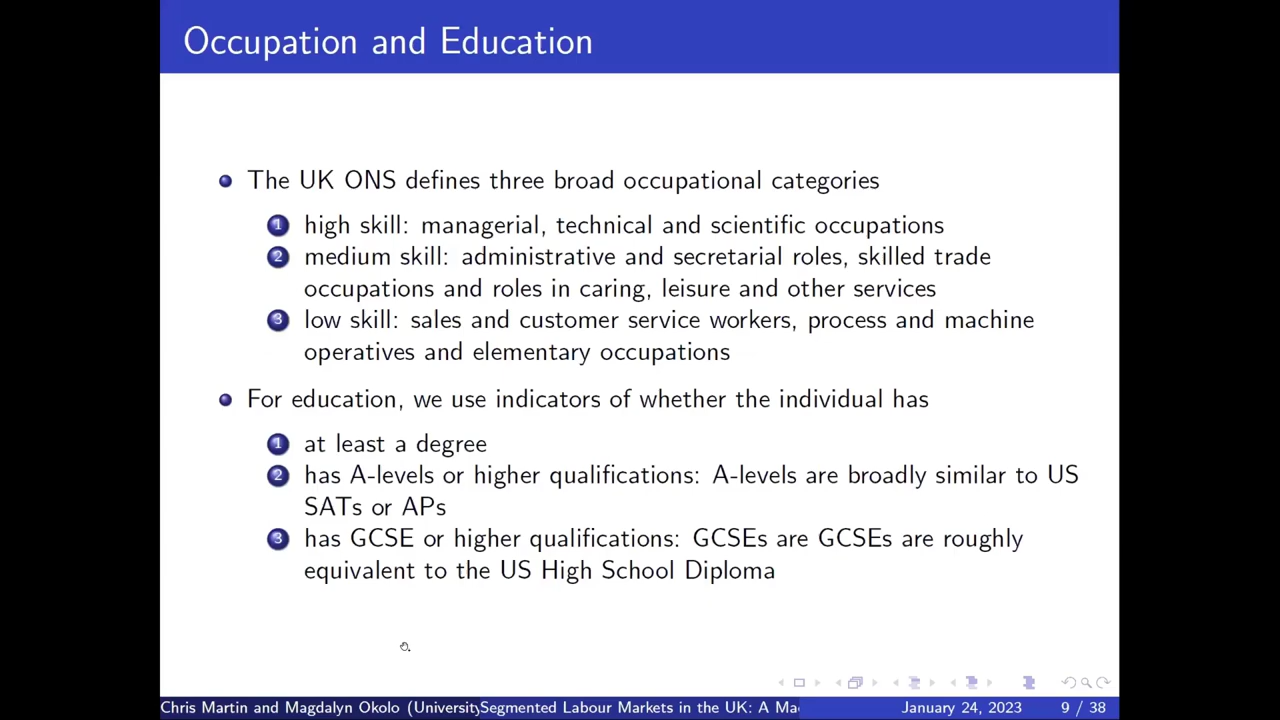 Occupation and Education
The UK ONS defines three broad occupational categories
1 high skill: managerial, technical and scientific occupations
2 medium skill: administrative and secretarial roles, skilled trade
occupations and roles in caring, leisure and other services
3 low skill: sales and customer service workers, process and machine
operatives and elementary occupations
For education, we use indicators of whether the individual has
1 at least a degree
2 has A-levels or higher qualifications: A-levels are broadly similar to US
SATs or APs
3 has GCSE or higher qualifications: GCSEs are GCSEs are roughly
equivalent to the US High School Diploma
Chris Martin and Magdalyn Okolo (University Segmented Labour Markets in the UK: A Ma January 24, 2023 9 / 38